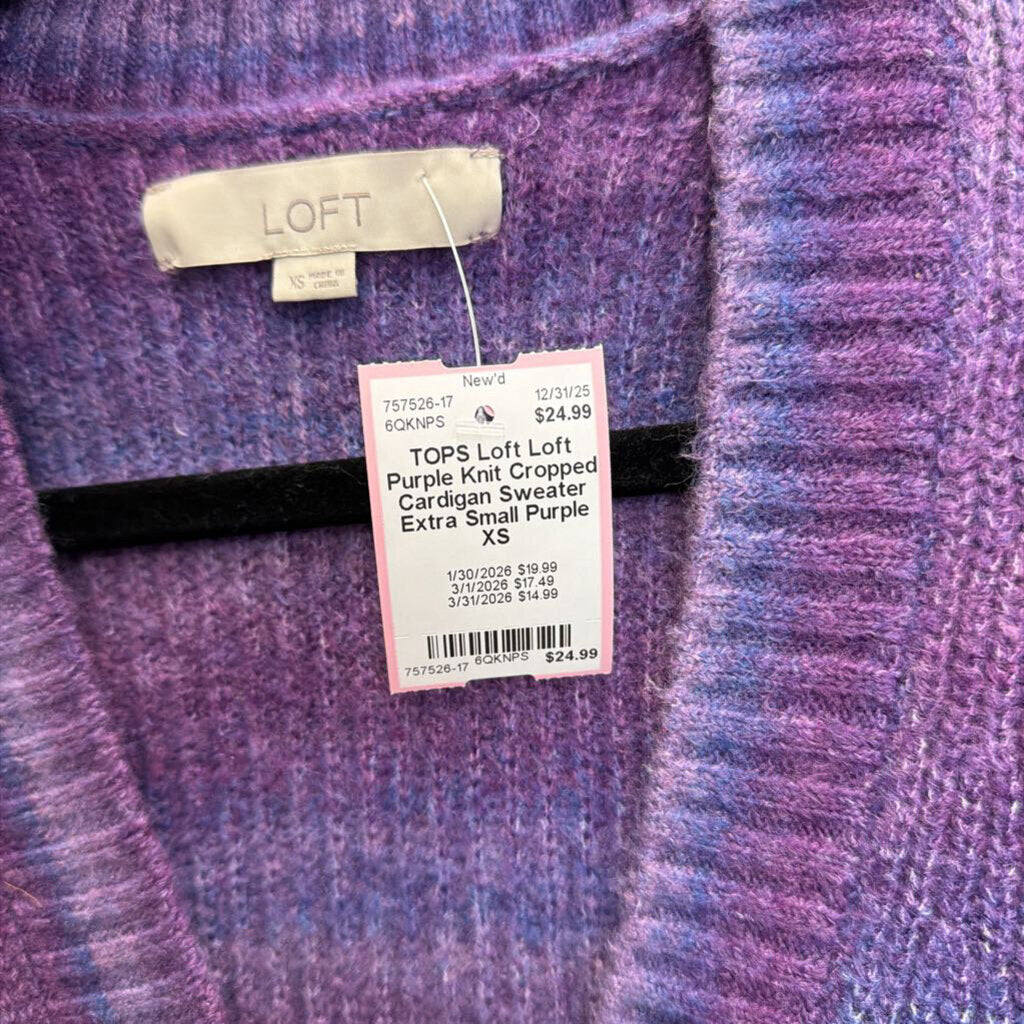 LOFT
XS MADE IN
CHINA
New'd
757526-17 12/31/25
6QKNPS $24.99
TOPS Loft Loft
Purple Knit Cropped
Cardigan Sweater
Extra Small Purple
XS
1/30/2026 $19.99
3/1/2026 $17.49
3/31/2026 $14.99
757526-17 6QKNPS $24.99